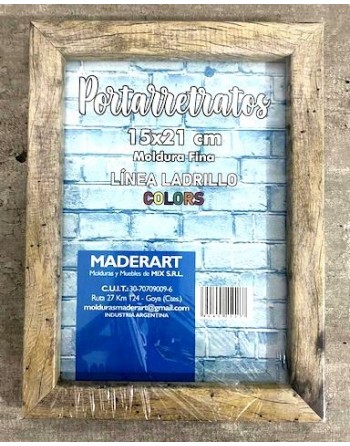 Portarretratos
15x21 cm
Moldura Fina
LÍNEA LADRILLO
COLORS
MADERART
Molduras y Muebles de MIX S.R.L.
C.U.I.T.: 30-70709009-6
Ruta 27 Km 124 - Goya (Ctes.)
moldurasmaderart@gmail.com
INDUSTRIA ARGENTINA